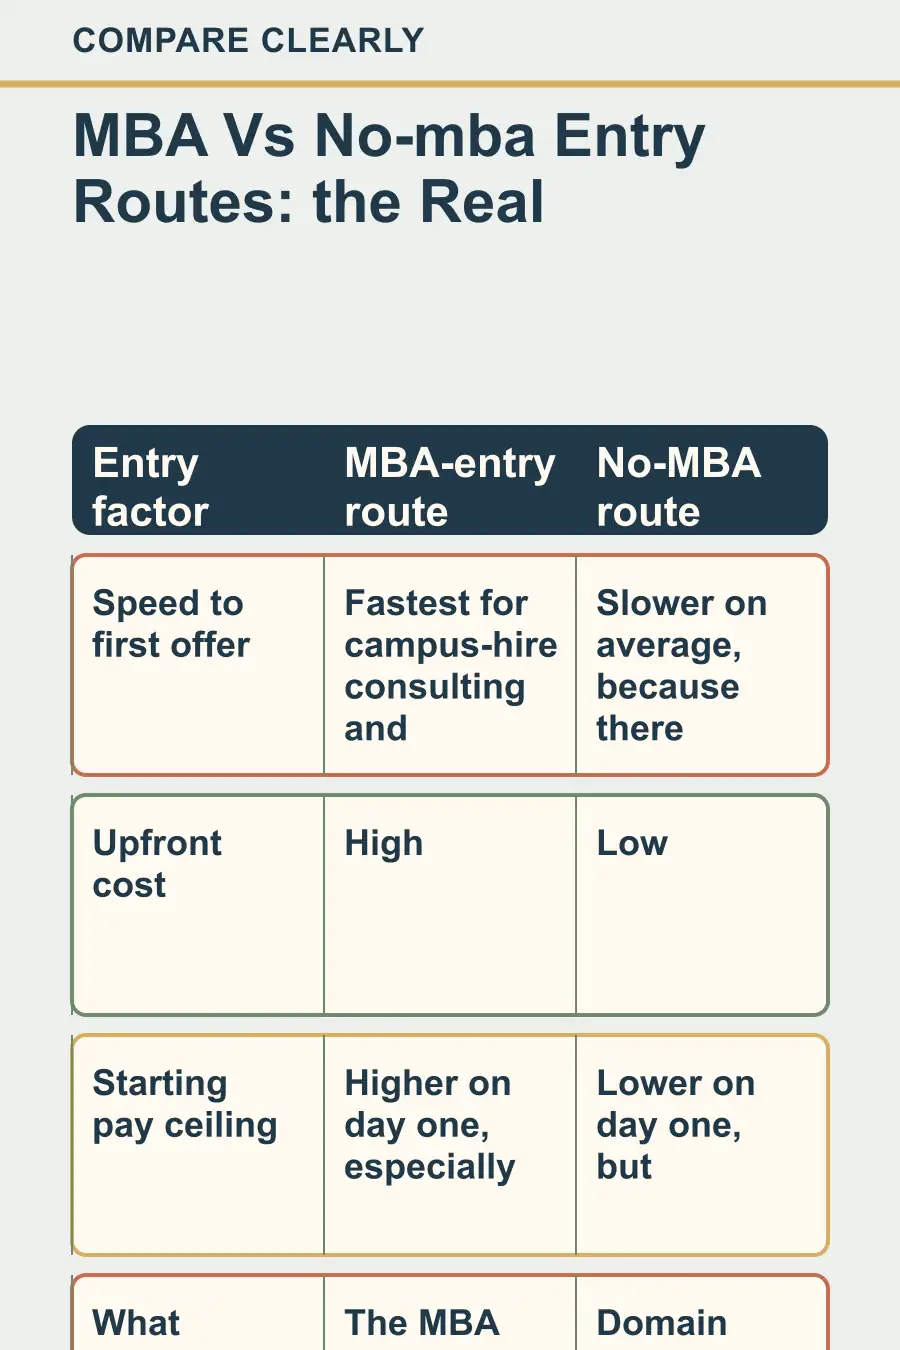 COMPARE CLEARLY
MBA Vs No-mba Entry
Routes: the Real
Entry
factor
MBA-entry
route
No-MBA
route
Speed to
first offer
Fastest for
campus-hire
consulting
and
Slower on
average,
because
there
Upfront
cost
High
Low
Starting
pay ceiling
Higher on
day one,
especially
Lower on
day one,
but
What
The MBA
Domain